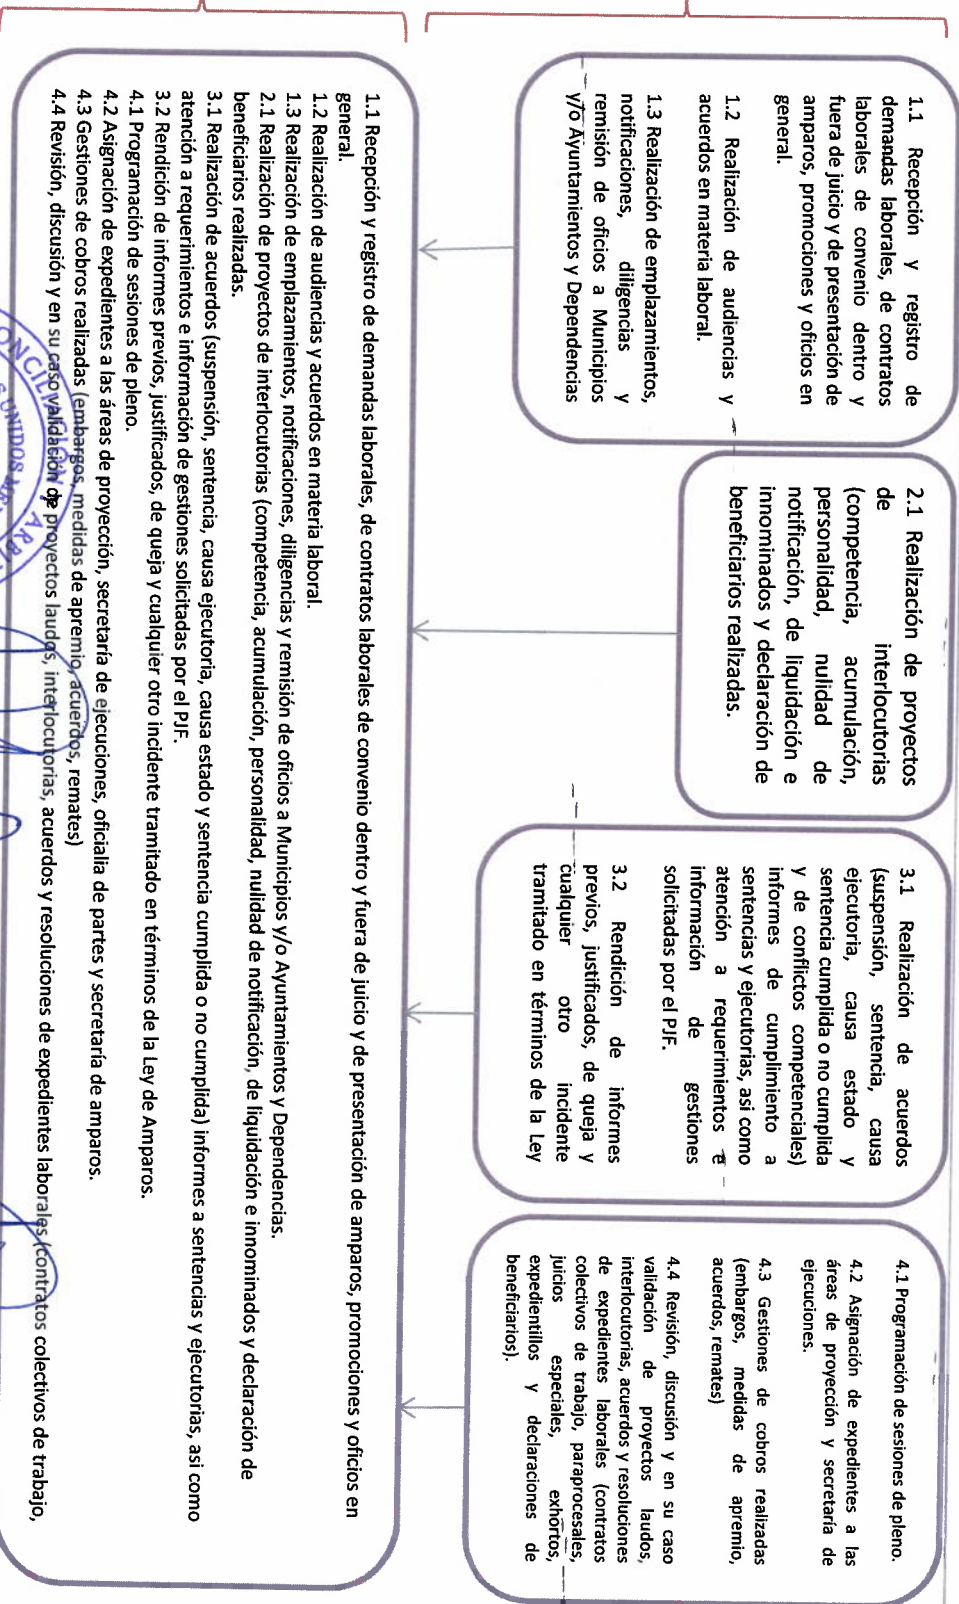 1.1 Recepción y registro de
demandas laborales, de contratos
laborales de convenio dentro y
fuera de juicio y de presentación de
amparos, promociones y oficios en
general.
1.2 Realización de audiencias y
acuerdos en materia laboral.
1.3 Realización de emplazamientos,
notificaciones, diligencias y
remisión de oficios a Municipios
y/o Ayuntamientos y Dependencias
2.1 Realización de proyectos
de interlocutorias
(competencia, acumulación,
personalidad, nulidad de
notificación, de liquidación e
innominados y declaración de
beneficiarios realizadas.
3.1 Realización de acuerdos
(suspensión, sentencia, causa
ejecutoria, causa estado y
sentencia cumplida o no cumplida
y de conflictos competenciales)
informes de cumplimiento a
sentencias y ejecutorias, asi como
atención a requerimientos e
información de gestiones
solicitadas por el PJF.
3.2 Rendición de informes
previos, justificados, de queja y
cualquier otro incidente
tramitado en términos de la Ley
4.1 Programación de sesiones de pleno.
4.2 Asignación de expedientes a las
áreas de proyección y secretaría de
ejecuciones.
4.3 Gestiones de cobros realizadas
(embargos, medidas de apremio,
acuerdos, remates)
4.4 Revisión, discusión y en su caso
validación de proyectos laudos,
interlocutorias, acuerdos y resoluciones
de expedientes laborales (contratos
colectivos de trabajo, paraprocesales,
juicios especiales, exhortos,
expedientillos y declaraciones de
beneficiarios).
1.1 Recepción y registro de demandas laborales, de contratos laborales de convenio dentro y fuera de juicio y de presentación de amparos, promociones y oficios en
general.
1.2 Realización de audiencias y acuerdos en materia laboral.
1.3 Realización de emplazamientos, notificaciones, diligencias y remisión de oficios a Municipios y/o Ayuntamientos y Dependencias.
2.1 Realización de proyectos de interlocutorias (competencia, acumulación, personalidad, nulidad de notificación, de liquidación e innominados y declaración de
beneficiarios realizadas.
3.1 Realización de acuerdos (suspensión, sentencia, causa ejecutoria, causa estado y sentencia cumplida o no cumplida) informes a sentencias y ejecutorias, asi como
atención a requerimientos e información de gestiones solicitadas por el PJF.
3.2 Rendición de informes previos, justificados, de queja y cualquier otro incidente tramitado en términos de la Ley de Amparos.
4.1 Programación de sesiones de pleno.
4.2 Asignación de expedientes a las áreas de proyección, secretaría de ejecuciones, oficialia de partes y secretaría de amparos.
4.3 Gestiones de cobros realizadas (embargos, medidas de apremio, acuerdos, remates)
4.4 Revisión, discusión y en su caso validación de proyectos laudos, interlocutorias, acuerdos y resoluciones de expedientes laborales (contratos colectivos de trabajo,
UNIDOS